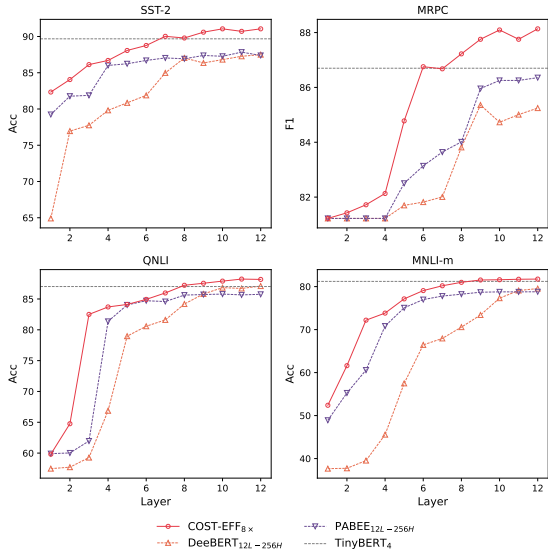 SST-2
MRPC
90
85
80
75
70
65
Acc
2 4 6 8 10 12
88
86
84
82
F1
2 4 6 8 10 12
QNLI
MNLI-m
85
80
75
70
65
60
Acc
2 4 6 8 10 12
Layer
80
70
60
50
40
Acc
2 4 6 8 10 12
Layer
COST-EFF8×
PABEE12L−256H
DeeBERT12L−256H
TinyBERT4